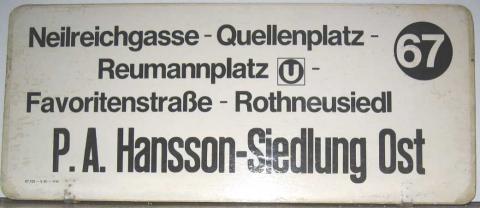 Neilreichgasse - Quellenplatz -
67
Reumannplatz U -
Favoritenstraße - Rothneusiedl
P. A. Hansson-Siedlung Ost